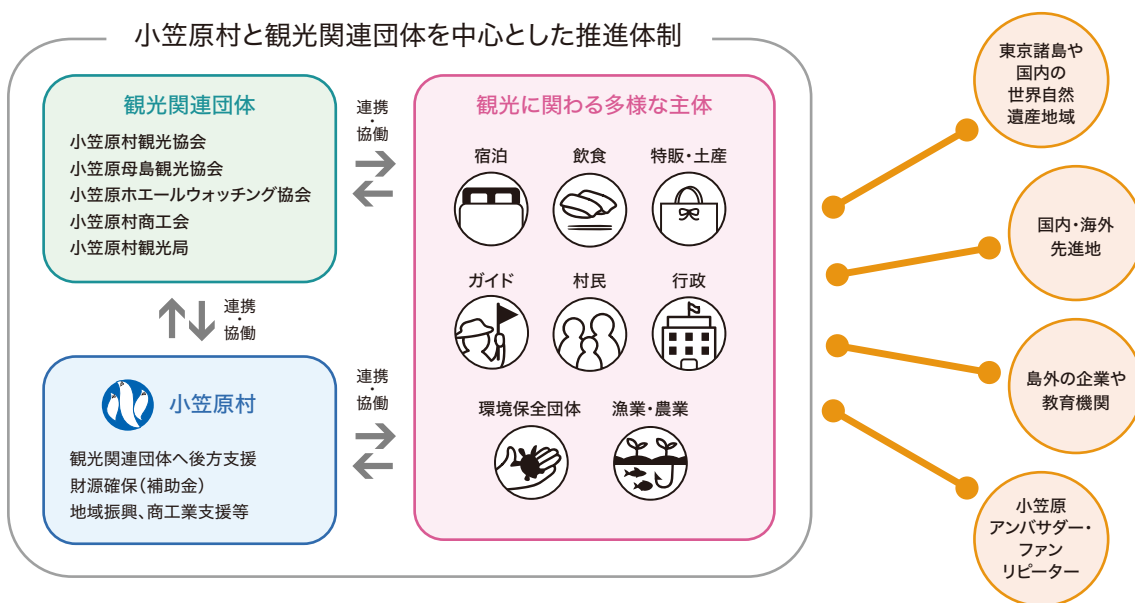 小笠原村と観光関連団体を中心とした推進体制
観光関連団体
小笠原村観光協会
小笠原母島観光協会
小笠原ホエールウォッチング協会
小笠原村商工会
小笠原村観光局
連携
・
協働
連携
・
協働
小笠原村
観光関連団体へ後方支援
財源確保(補助金)
地域振興、商工業支援等
連携
・
協働
観光に関わる多様な主体
宿泊
飲食
特販・土産
ガイド
村民
行政
環境保全団体
漁業・農業
東京諸島や
国内の
世界自然
遺産地域
国内・海外
先進地
島外の企業や
教育機関
小笠原
アンバサダー・
ファン
リピーター